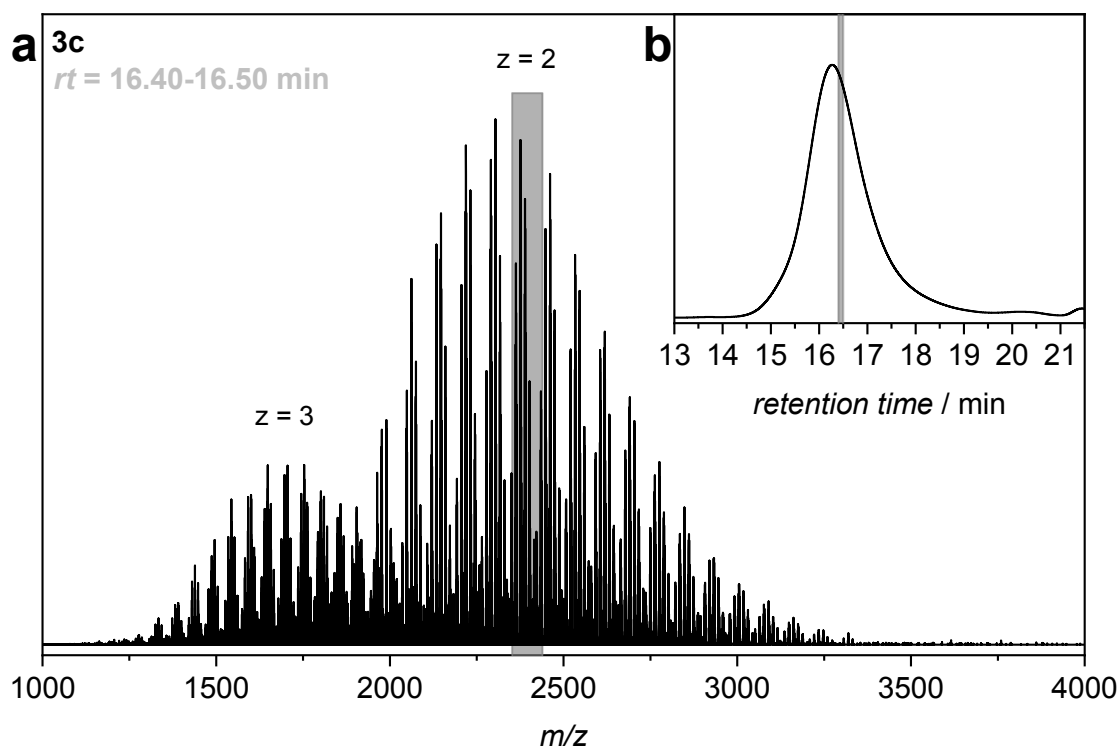 a
3c
rt = 16.40-16.50 min
z = 2
z = 3
1000 1500 2000 2500 3000 3500 4000
m/z
b
13 14 15 16 17 18 19 20 21
retention time / min